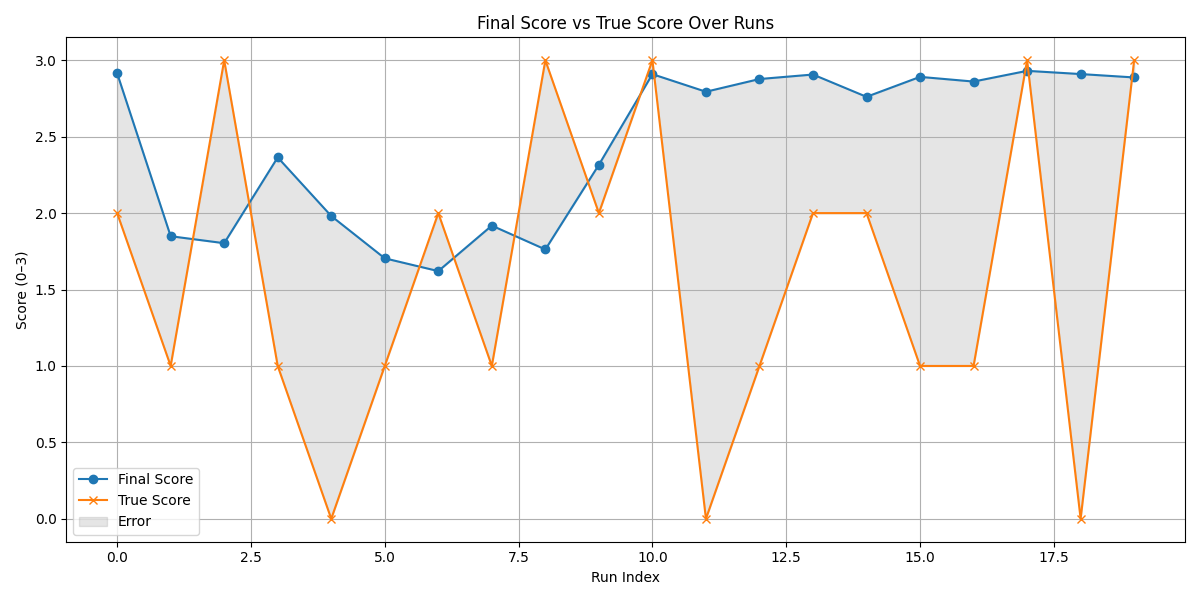 Final Score vs True Score Over Runs
3.0
2.5
2.0
1.5
1.0
0.5
0.0
Score (0–3)
Final Score
True Score
Error
0.0 2.5 5.0 7.5 10.0 12.5 15.0 17.5
Run Index